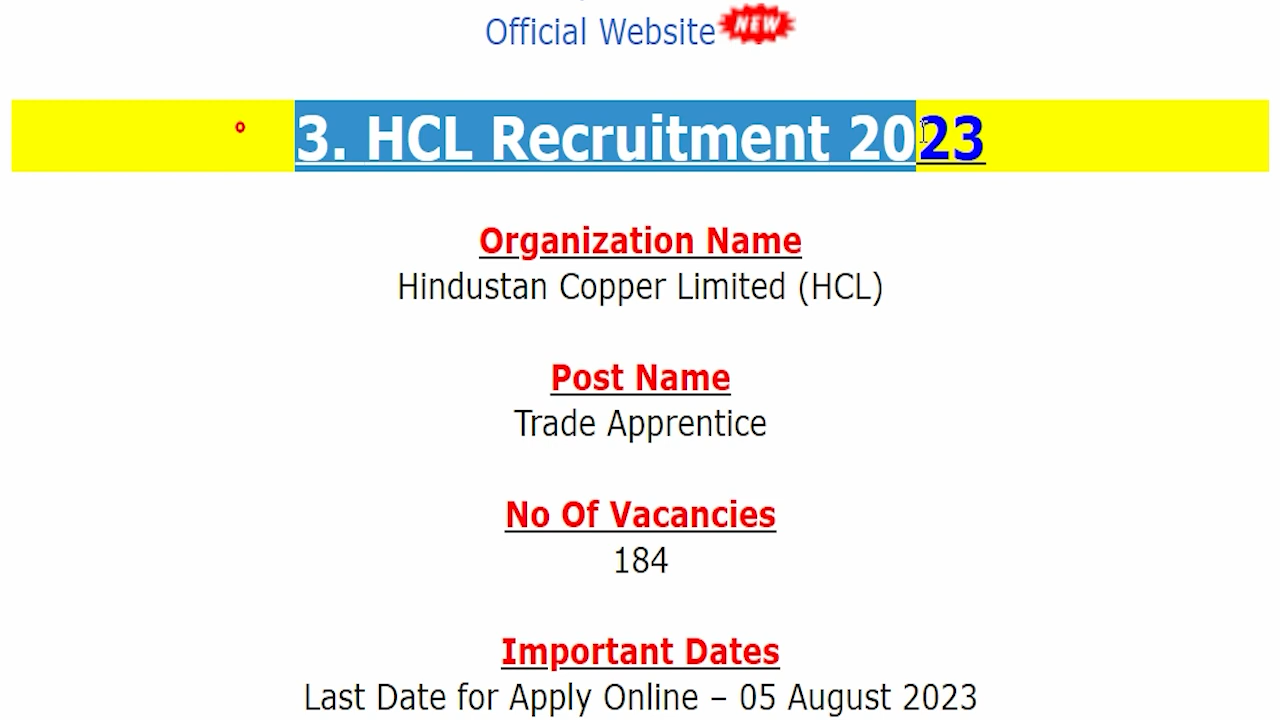 Official Website NEW
3. HCL Recruitment 2023
Organization Name
Hindustan Copper Limited (HCL)
Post Name
Trade Apprentice
No Of Vacancies
184
Important Dates
Last Date for Apply Online – 05 August 2023